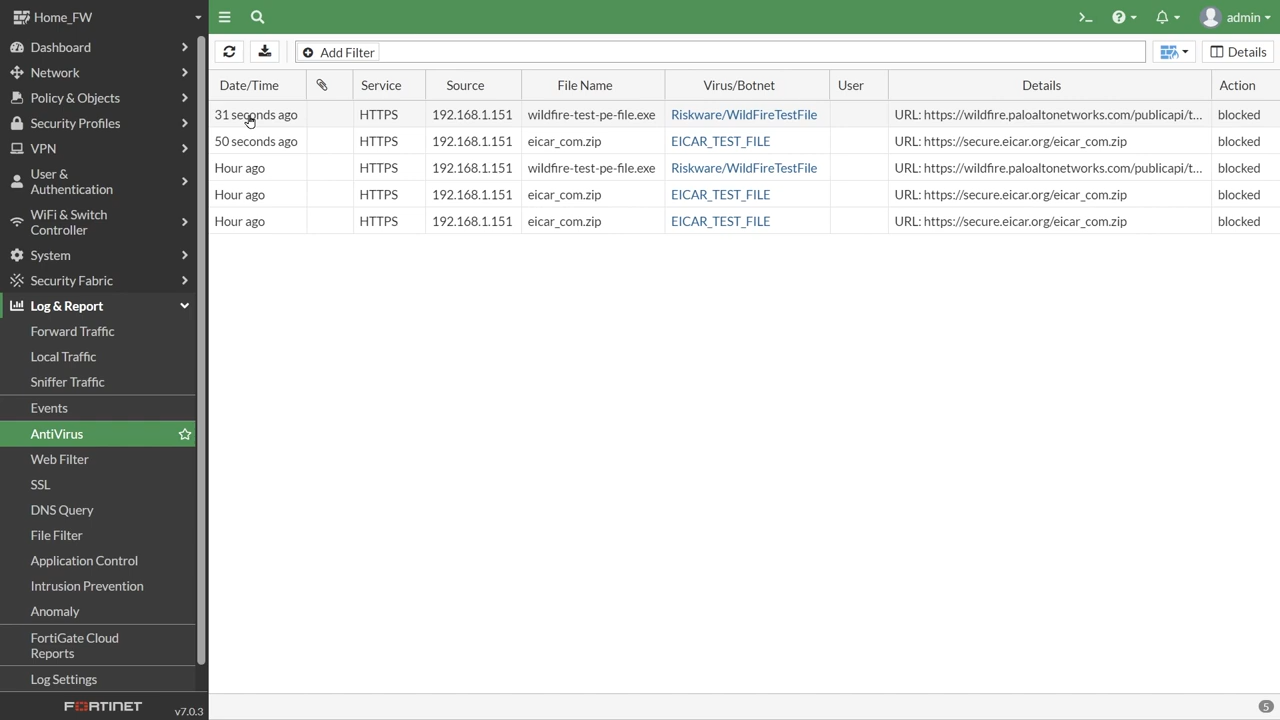 Home_FW
admin
Dashboard
Network
Policy & Objects
Security Profiles
VPN
User &
Authentication
WiFi & Switch
Controller
System
Security Fabric
Log & Report
Forward Traffic
Local Traffic
Sniffer Traffic
Events
AntiVirus
Web Filter
SSL
DNS Query
File Filter
Application Control
Intrusion Prevention
Anomaly
FortiGate Cloud
Reports
Log Settings
FORTINET v7.0.3
Add Filter Details
Date/Time Service Source File Name Virus/Botnet User Details Action
31 seconds ago HTTPS 192.168.1.151 wildfire-test-pe-file.exe Riskware/WildFireTestFile URL: https://wildfire.paloaltonetworks.com/publicapi/t... blocked
50 seconds ago HTTPS 192.168.1.151 eicar_com.zip EICAR_TEST_FILE URL: https://secure.eicar.org/eicar_com.zip blocked
Hour ago HTTPS 192.168.1.151 wildfire-test-pe-file.exe Riskware/WildFireTestFile URL: https://wildfire.paloaltonetworks.com/publicapi/t... blocked
Hour ago HTTPS 192.168.1.151 eicar_com.zip EICAR_TEST_FILE URL: https://secure.eicar.org/eicar_com.zip blocked
Hour ago HTTPS 192.168.1.151 eicar_com.zip EICAR_TEST_FILE URL: https://secure.eicar.org/eicar_com.zip blocked
5